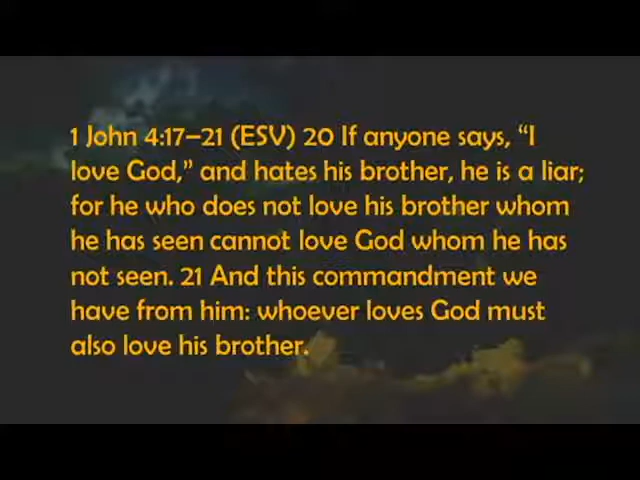 1 John 4:17–21 (ESV) 20 If anyone says, “I
love God,” and hates his brother, he is a liar;
for he who does not love his brother whom
he has seen cannot love God whom he has
not seen. 21 And this commandment we
have from him: whoever loves God must
also love his brother.